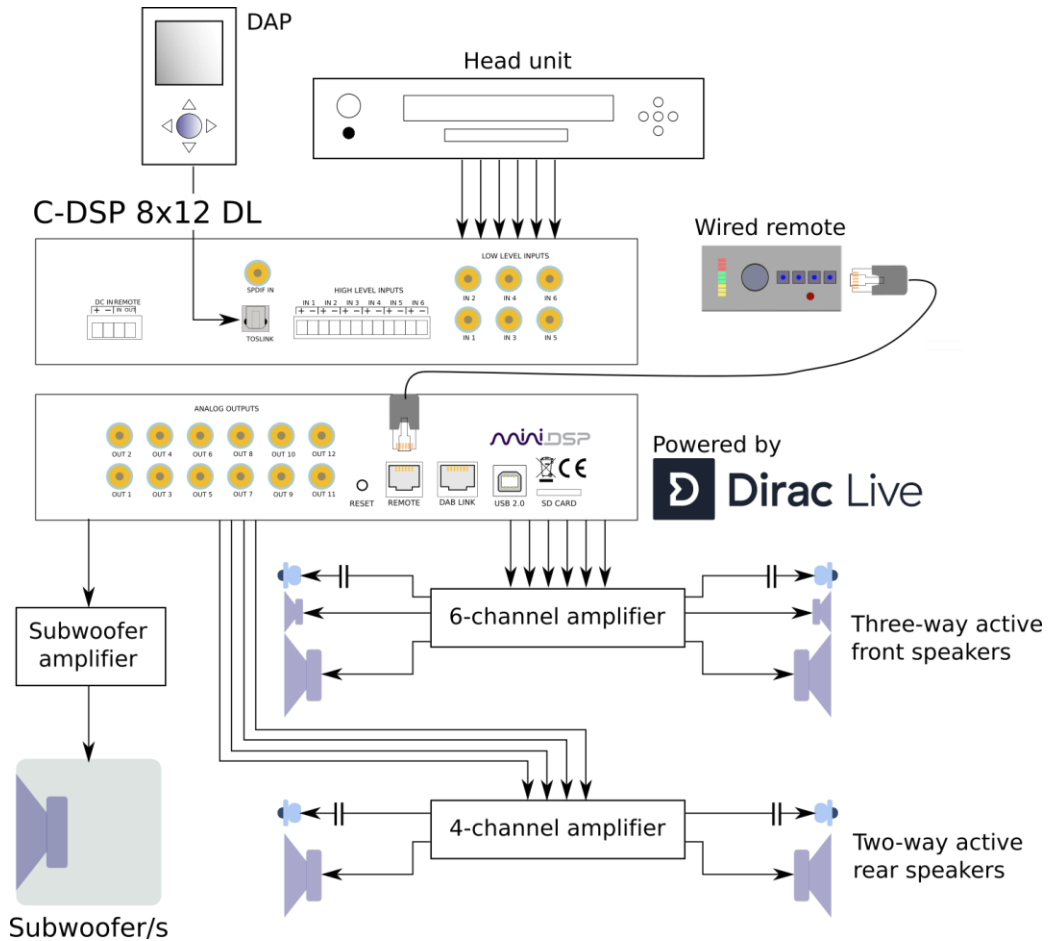 DAP
Head unit
C-DSP 8x12 DL
Wired remote
LOW LEVEL INPUTS
SPDIF IN
HIGH LEVEL INPUTS
IN 2 IN 4 IN 6
DC IN REMOTE
+ − IN OUT
IN 1 IN 2 IN 3 IN 4 IN 5 IN 6
+ − + − + − + − + − + −
TOSLINK
IN 1 IN 3 IN 5
ANALOG OUTPUTS
OUT 2 OUT 4 OUT 6 OUT 8 OUT 10 OUT 12
miniDSP
CE
Powered by
Dirac Live
OUT 1 OUT 3 OUT 5 OUT 7 OUT 9 OUT 11
RESET REMOTE DAB LINK USB 2.0 SD CARD
6-channel amplifier
Three-way active
front speakers
Subwoofer
amplifier
4-channel amplifier
Two-way active
rear speakers
Subwoofer/s